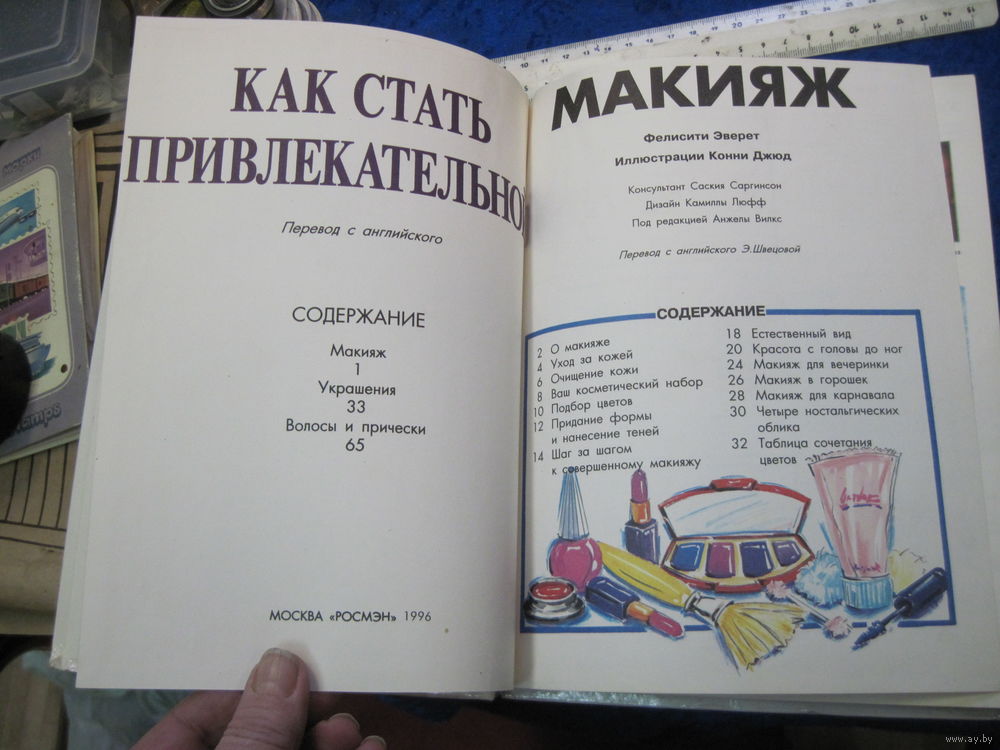 КАК СТАТЬ
ПРИВЛЕКАТЕЛЬНОЙ
Перевод с английского
СОДЕРЖАНИЕ
Макияж
1
Украшения
33
Волосы и прически
65
МОСКВА «РОСМЭН» 1996
МАКИЯЖ
Фелисити Эверет
Иллюстрации Конни Джюд
Консультант Саския Саргинсон
Дизайн Камиллы Люфф
Под редакцией Анжелы Вилкс
Перевод с английского Э.Швецовой
СОДЕРЖАНИЕ
2 О макияже
4 Уход за кожей
6 Очищение кожи
8 Ваш косметический набор
10 Подбор цветов
12 Придание формы
и нанесение теней
14 Шаг за шагом
к совершенному макияжу
18 Естественный вид
20 Красота с головы до ног
24 Макияж для вечеринки
26 Макияж в горошек
28 Макияж для карнавала
30 Четыре ностальгических
облика
32 Таблица сочетания
цветов
марки
www.ay.by